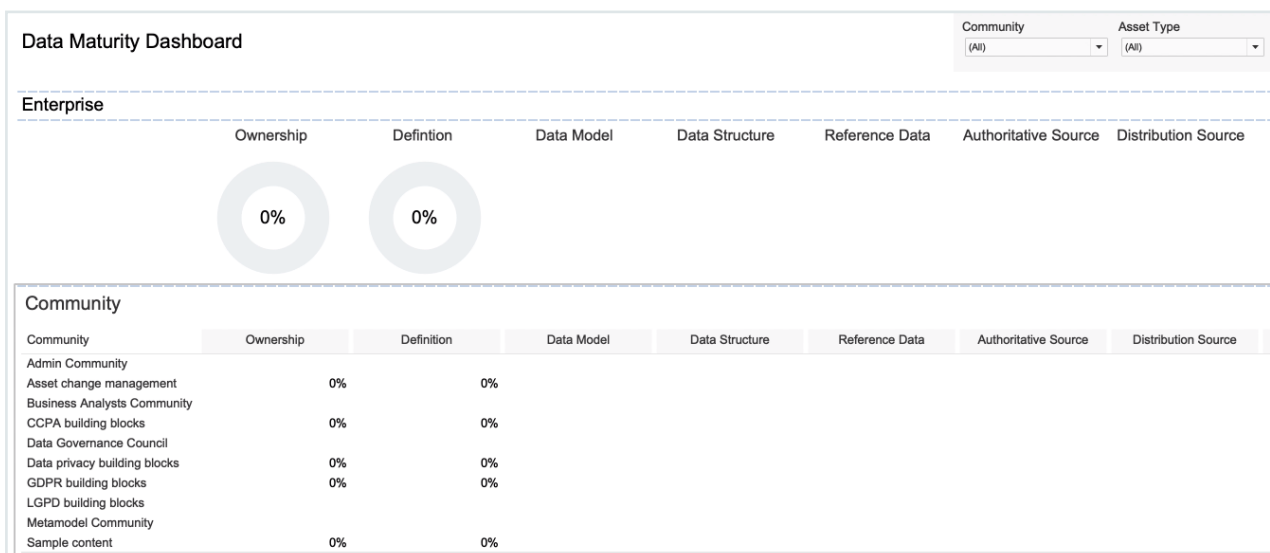 Data Maturity Dashboard
Community Asset Type
(All) (All)
Enterprise
Ownership Defintion Data Model Data Structure Reference Data Authoritative Source Distribution Source
0% 0%
Community
Community Ownership Definition Data Model Data Structure Reference Data Authoritative Source Distribution Source
Admin Community
Asset change management 0% 0%
Business Analysts Community
CCPA building blocks 0% 0%
Data Governance Council
Data privacy building blocks 0% 0%
GDPR building blocks 0% 0%
LGPD building blocks
Metamodel Community
Sample content 0% 0%